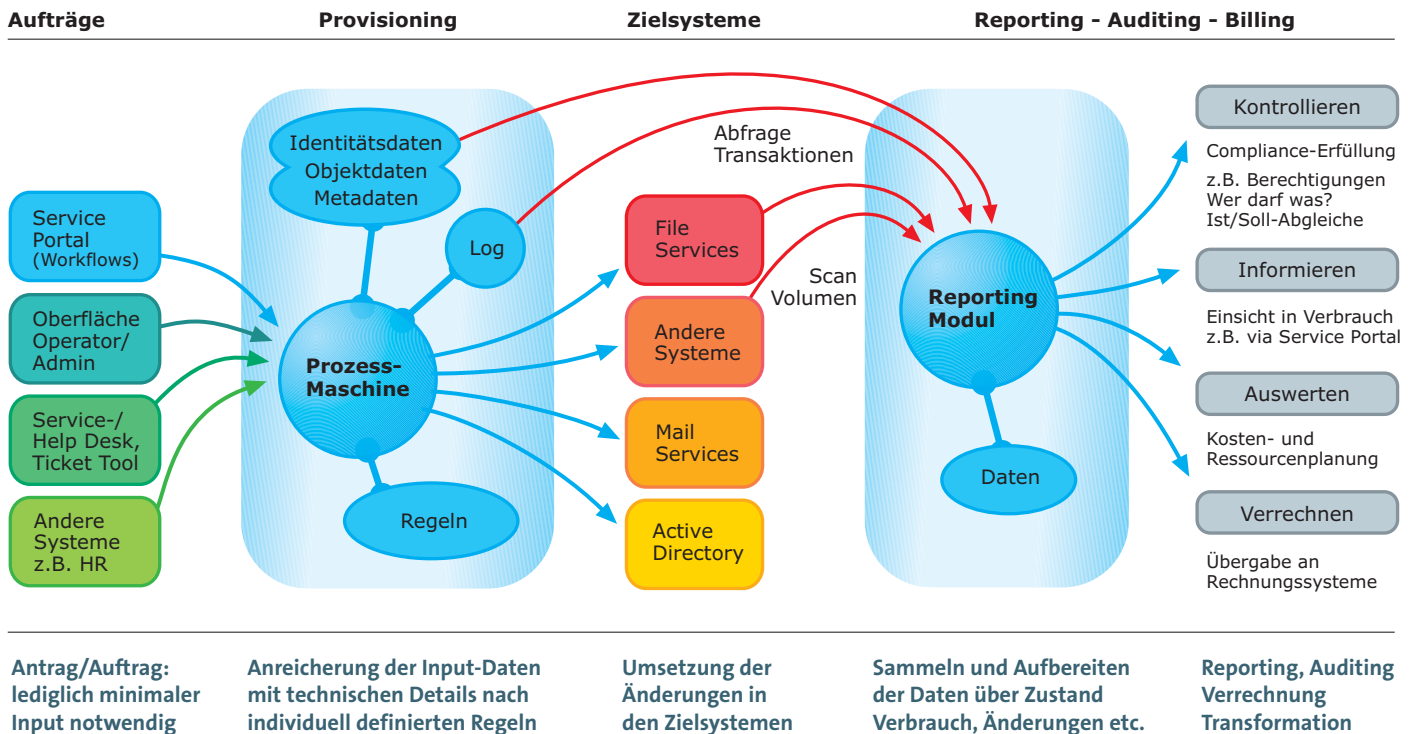 Aufträge
Provisioning
Zielsysteme
Reporting - Auditing - Billing
Service
Portal
(Workflows)
Oberfläche
Operator/
Admin
Service-/
Help Desk,
Ticket Tool
Andere
Systeme
z.B. HR
Identitätsdaten
Objektdaten
Metadaten
Log
Prozess-
Maschine
Regeln
File
Services
Andere
Systeme
Mail
Services
Active
Directory
Abfrage
Transaktionen
Scan
Volumen
Reporting
Modul
Daten
Kontrollieren
Compliance-Erfüllung
z.B. Berechtigungen
Wer darf was?
Ist/Soll-Abgleiche
Informieren
Einsicht in Verbrauch
z.B. via Service Portal
Auswerten
Kosten- und
Ressourcenplanung
Verrechnen
Übergabe an
Rechnungssysteme
Antrag/Auftrag:
lediglich minimaler
Input notwendig
Anreicherung der Input-Daten
mit technischen Details nach
individuell definierten Regeln
Umsetzung der
Änderungen in
den Zielsystemen
Sammeln und Aufbereiten
der Daten über Zustand
Verbrauch, Änderungen etc.
Reporting, Auditing
Verrechnung
Transformation